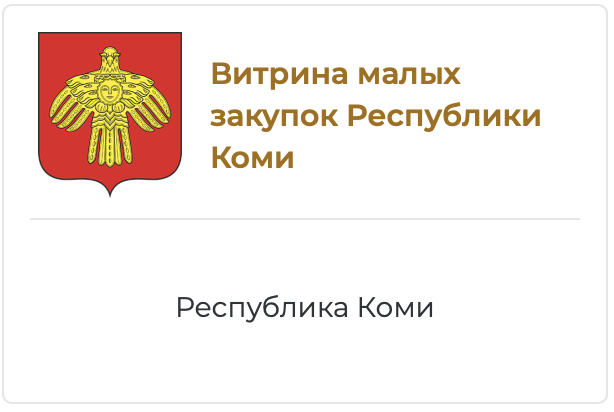 Витрина малых
закупок Республики
Коми
Республика Коми